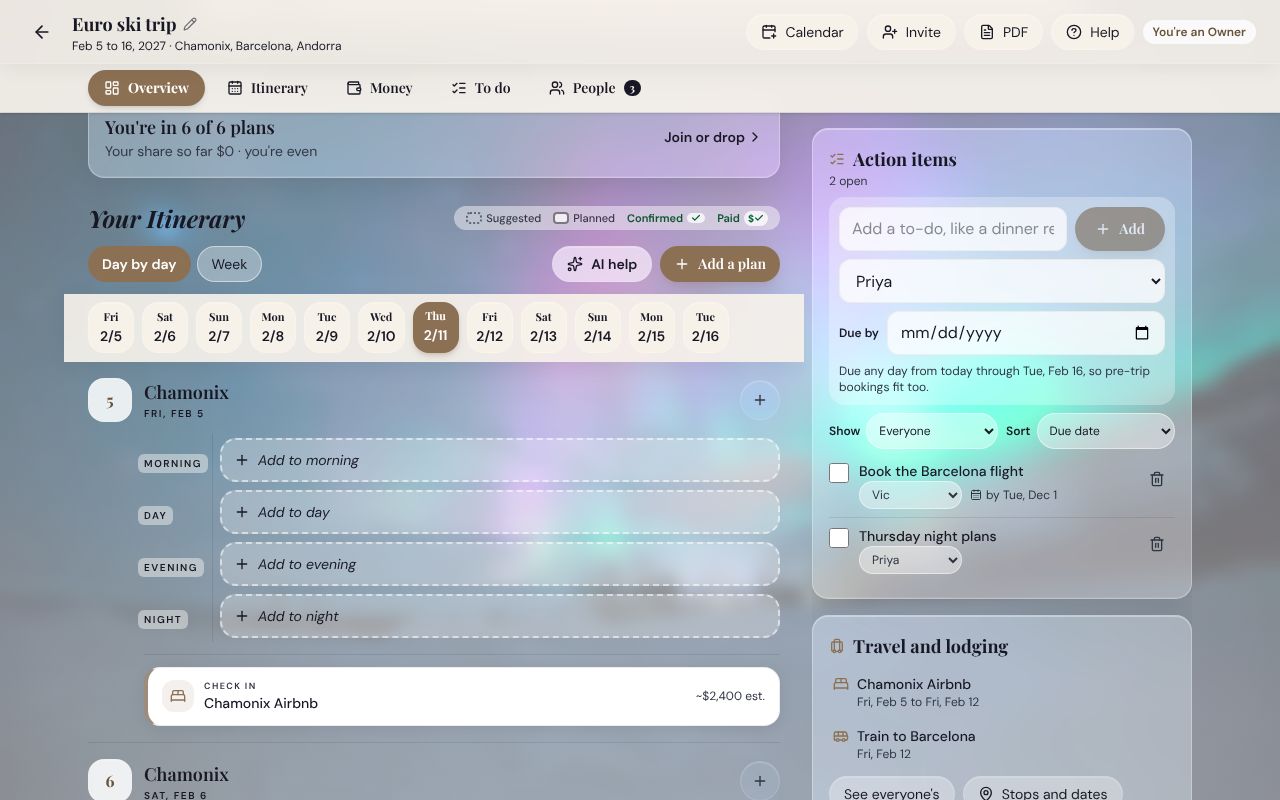 Euro ski trip
Feb 5 to 16, 2027 · Chamonix, Barcelona, Andorra
Calendar
Invite
PDF
Help
You're an Owner
Overview
Itinerary
Money
To do
People 3
You're in 6 of 6 plans
Your share so far $0 · you're even
Join or drop
Your Itinerary
Suggested
Planned
Confirmed
Paid $
Day by day
Week
AI help
Add a plan
Fri 2/5
Sat 2/6
Sun 2/7
Mon 2/8
Tue 2/9
Wed 2/10
Thu 2/11
Fri 2/12
Sat 2/13
Sun 2/14
Mon 2/15
Tue 2/16
5
Chamonix
FRI, FEB 5
MORNING
Add to morning
DAY
Add to day
EVENING
Add to evening
NIGHT
Add to night
CHECK IN
Chamonix Airbnb
~$2,400 est.
6
Chamonix
SAT, FEB 6
Action items
2 open
Add a to-do, like a dinner re
Add
Priya
Due by
mm/dd/yyyy
Due any day from today through Tue, Feb 16, so pre-trip
bookings fit too.
Show
Everyone
Sort
Due date
Book the Barcelona flight
Vic
by Tue, Dec 1
Thursday night plans
Priya
Travel and lodging
Chamonix Airbnb
Fri, Feb 5 to Fri, Feb 12
Train to Barcelona
Fri, Feb 12
See everyone's
Stops and dates